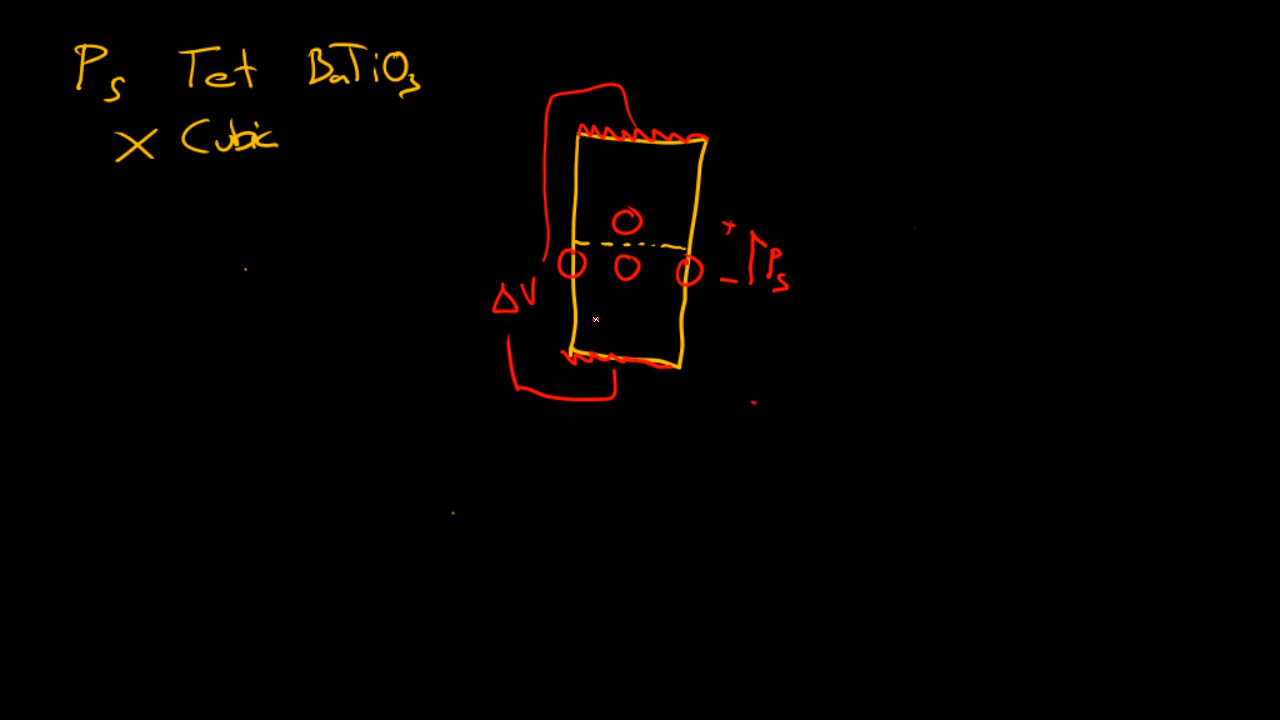 Ps Tet BaTiO3
X Cubic
+
- Ps
ΔV